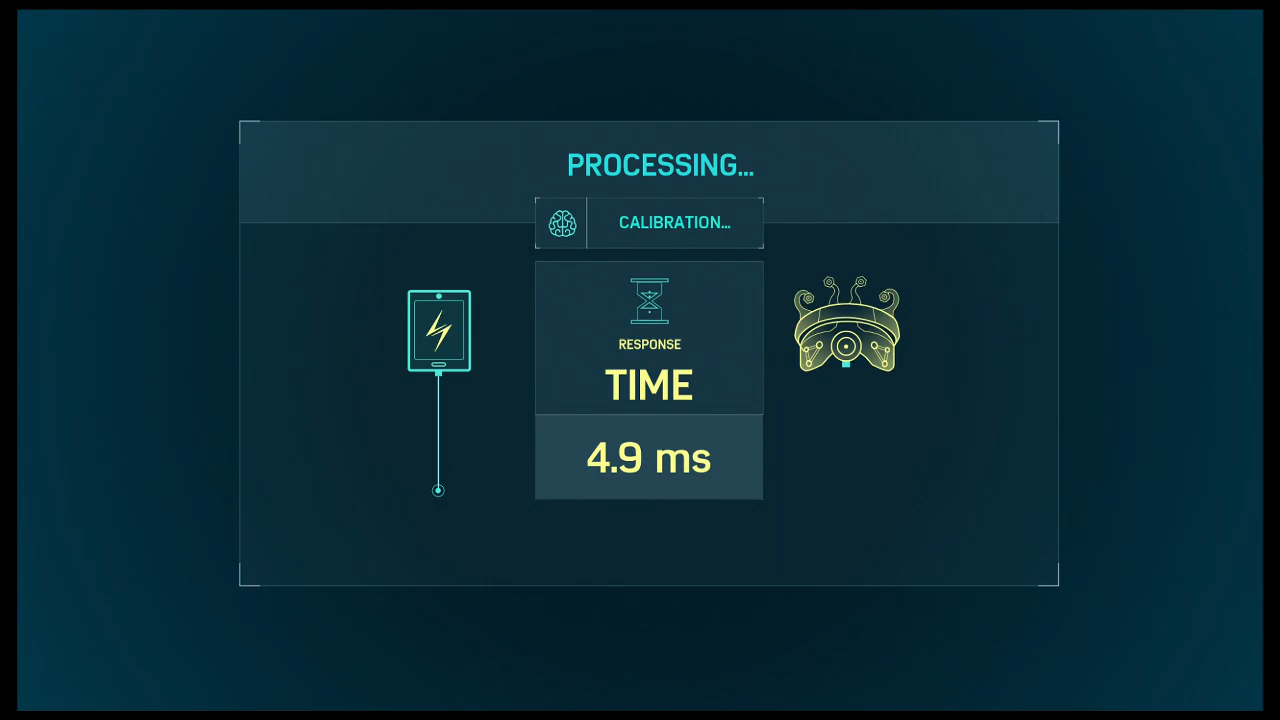 PROCESSING...
CALIBRATION...
RESPONSE
TIME
4.9 ms